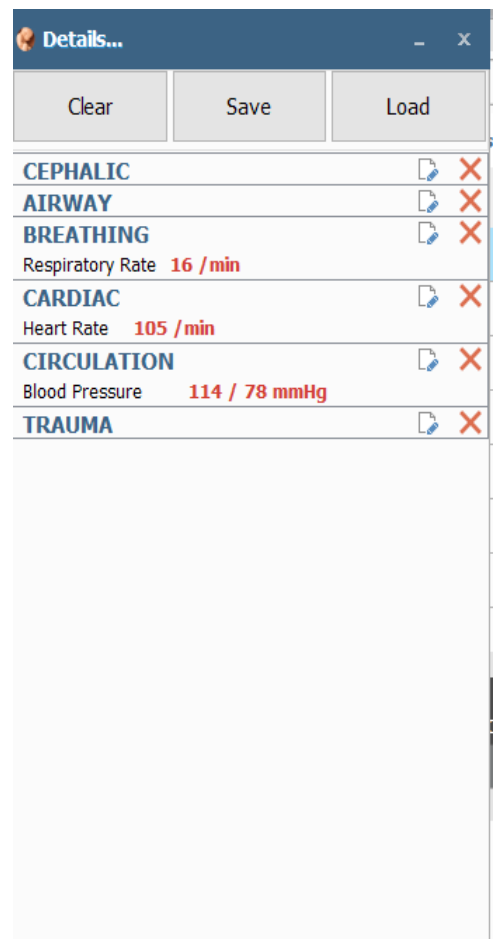 Details...
Clear Save Load
CEPHALIC
AIRWAY
BREATHING
Respiratory Rate 16 /min
CARDIAC
Heart Rate 105 /min
CIRCULATION
Blood Pressure 114 / 78 mmHg
TRAUMA